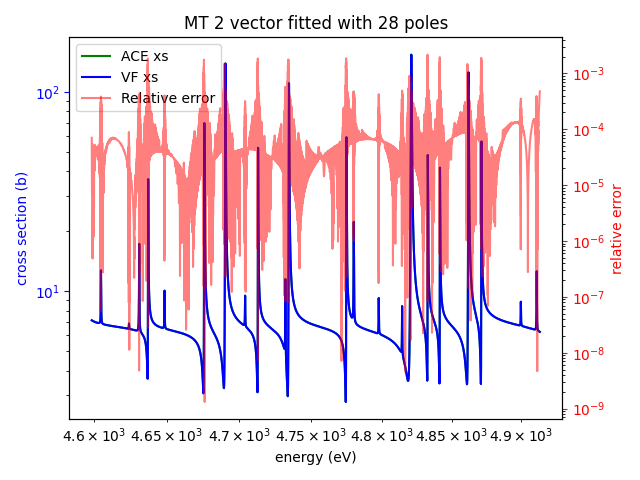 MT 2 vector fitted with 28 poles
ACE xs
VF xs
Relative error
cross section (b)
10²
10¹
relative error
10⁻³
10⁻⁴
10⁻⁵
10⁻⁶
10⁻⁷
10⁻⁸
10⁻⁹
4.6 × 10³ 4.65 × 10³ 4.7 × 10³ 4.75 × 10³ 4.8 × 10³ 4.85 × 10³ 4.9 × 10³
energy (eV)